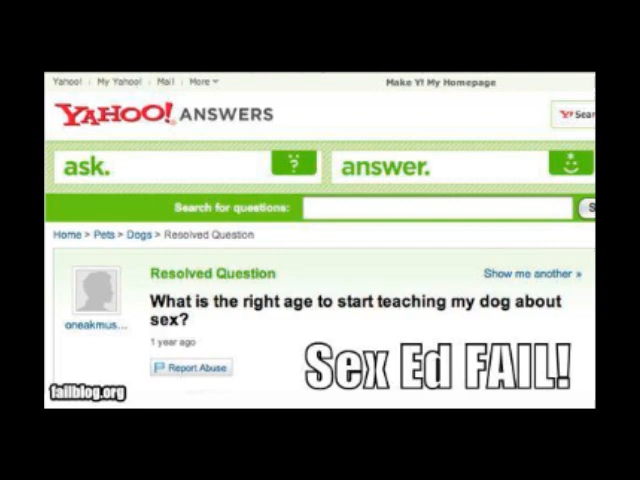 Yahoo! My Yahoo! Mail More
Make Y! My Homepage
YAHOO! ANSWERS
Y! Sear
ask. ?
answer.
Search for questions: S
Home > Pets > Dogs > Resolved Question
Resolved Question
Show me another »
What is the right age to start teaching my dog about
sex?
oneakmus...
1 year ago
Report Abuse
Sex Ed FAIL!
failblog.org